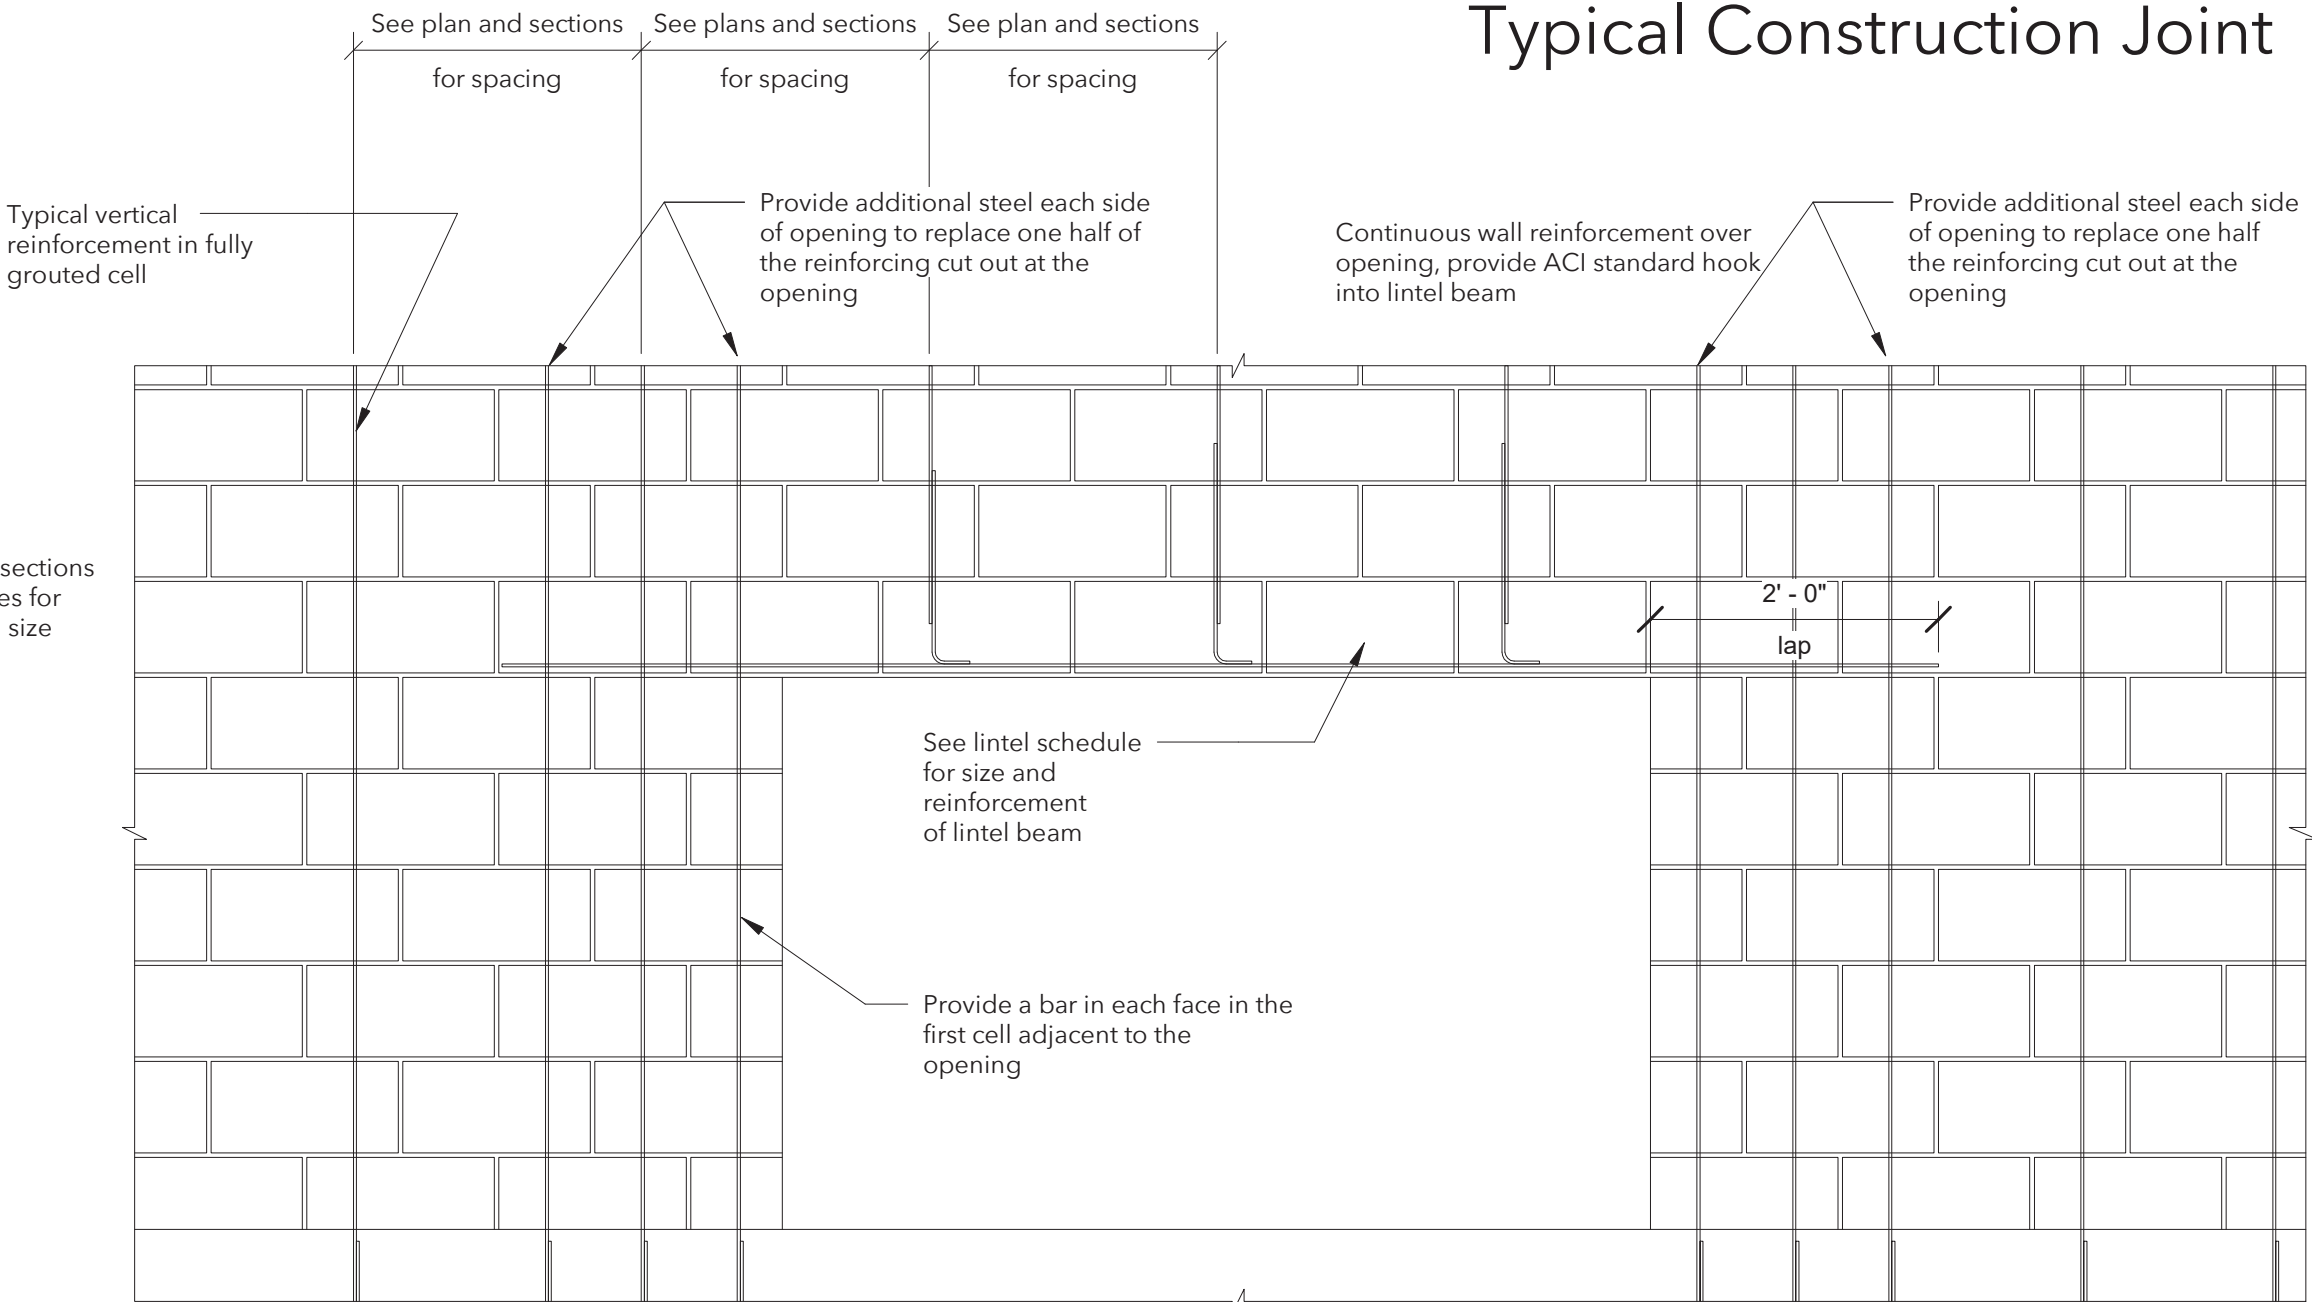 Typical Construction Joint
See plan and sections
for spacing
See plans and sections
for spacing
See plan and sections
for spacing
Typical vertical
reinforcement in fully
grouted cell
Provide additional steel each side
of opening to replace one half of
the reinforcing cut out at the
opening
Continuous wall reinforcement over
opening, provide ACI standard hook
into lintel beam
Provide additional steel each side
of opening to replace one half
the reinforcing cut out at the
opening
sections
es for
size
2' - 0"
lap
See lintel schedule
for size and
reinforcement
of lintel beam
Provide a bar in each face in the
first cell adjacent to the
opening